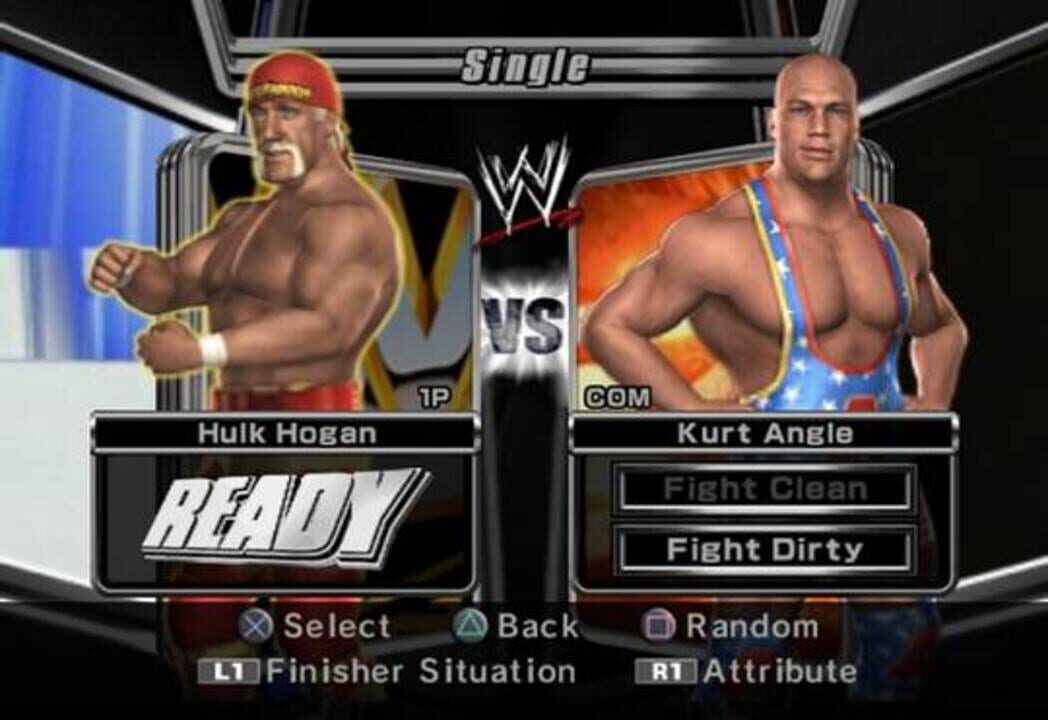 Single
W
VS
1P
COM
Hulk Hogan
Kurt Angle
READY
Fight Clean
Fight Dirty
Select Back Random
L1 Finisher Situation R1 Attribute